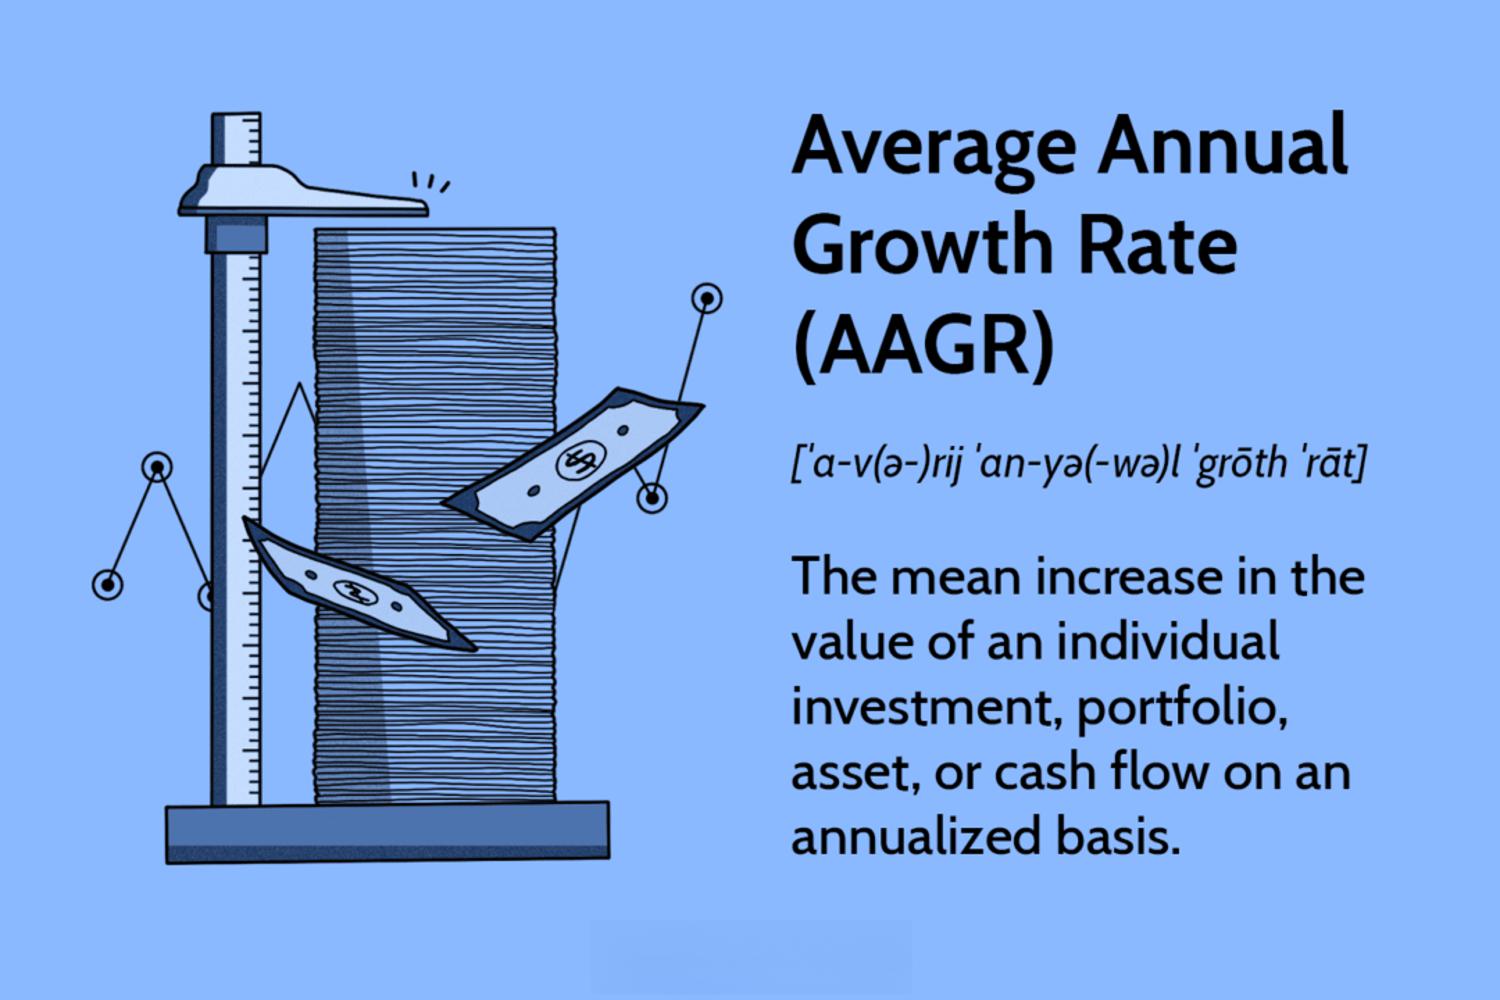 Average Annual
Growth Rate
(AAGR)
[ˈa-v(ə-)rij ˈan-yə(-wə)l ˈgrōth ˈrāt]
The mean increase in the
value of an individual
investment, portfolio,
asset, or cash flow on an
annualized basis.
$